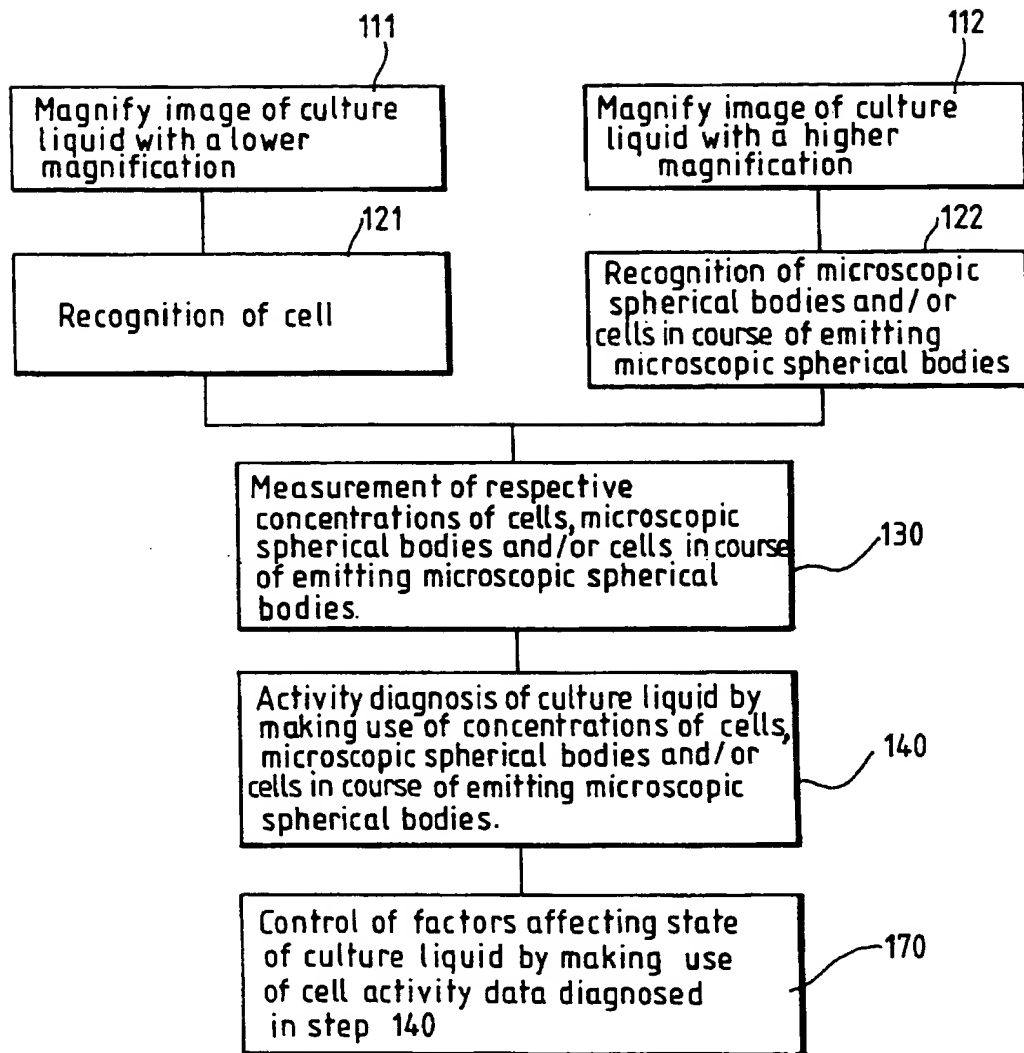 111
112
Magnify image of culture
liquid with a lower
magnification
Magnify image of culture
liquid with a higher
magnification
121
122
Recognition of cell
Recognition of microscopic
spherical bodies and/or
cells in course of emitting
microscopic spherical bodies
Measurement of respective
concentrations of cells, microscopic
spherical bodies and/or cells in course
of emitting microscopic spherical
bodies.
130
Activity diagnosis of culture liquid by
making use of concentrations of cells,
microscopic spherical bodies and/or
cells in course of emitting microscopic
spherical bodies.
140
Control of factors affecting state
of culture liquid by making use
of cell activity data diagnosed
in step 140
170